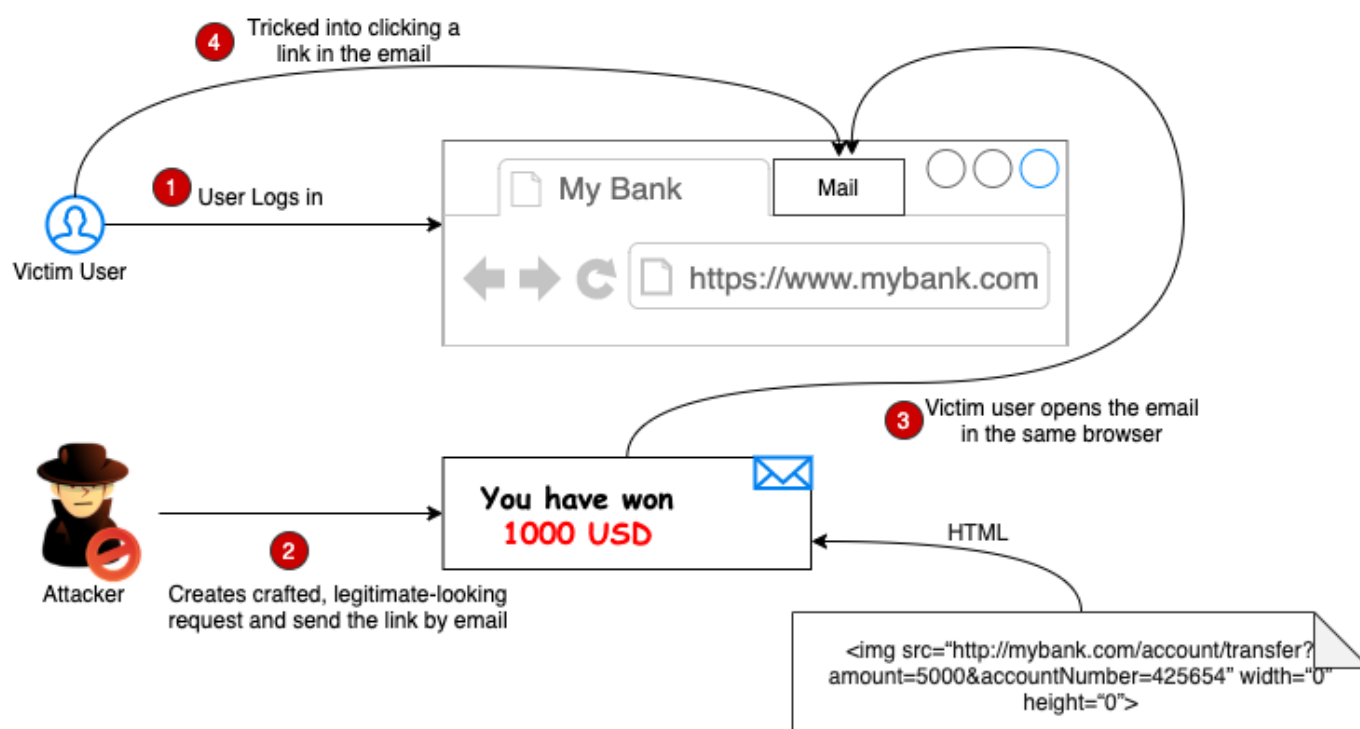 4
Tricked into clicking a
link in the email
1
User Logs in
My Bank
Mail
https://www.mybank.com
Victim User
3
Victim user opens the email
in the same browser
You have won
1000 USD
HTML
2
Attacker
Creates crafted, legitimate-looking
request and send the link by email
<img src=“http://mybank.com/account/transfer?
amount=5000&accountNumber=425654” width=“0”
height=“0”>